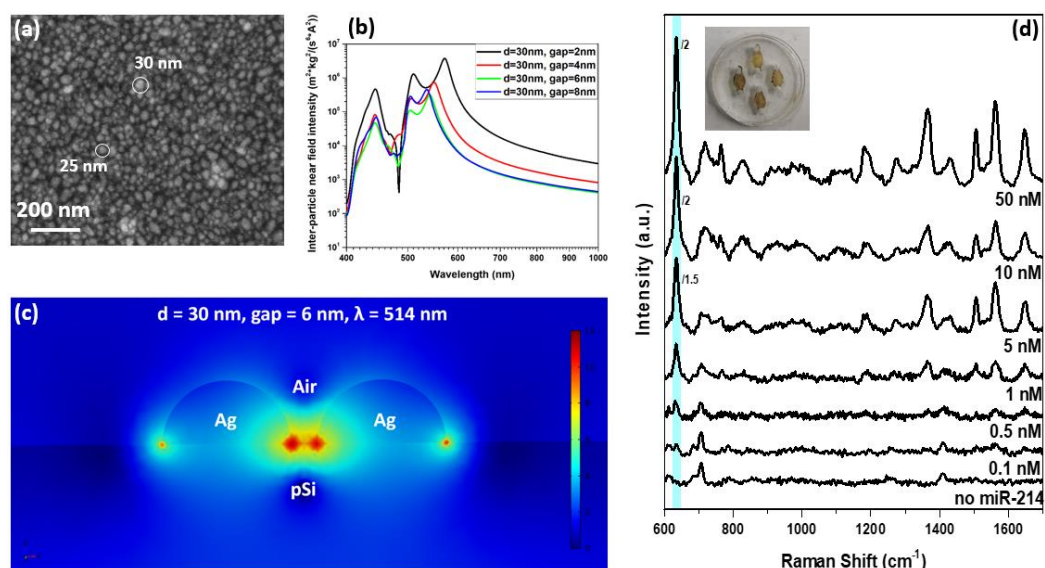 (a)
30 nm
25 nm
200 nm
(b)
Inter-particle near field intensity (m²*kg²/(s⁶*A²)
10⁷
10⁶
10⁵
10⁴
10³
10²
10¹
d=30nm, gap=2nm
d=30nm, gap=4nm
d=30nm, gap=6nm
d=30nm, gap=8nm
400 500 600 700 800 900 1000
Wavelength (nm)
(c)
d = 30 nm, gap = 6 nm, λ = 514 nm
Air
Ag Ag
pSi
(d)
/2
50 nM
/2
10 nM
/1.5
5 nM
1 nM
0.5 nM
0.1 nM
no miR-214
Intensity (a.u.)
600 800 1000 1200 1400 1600
Raman Shift (cm⁻¹)